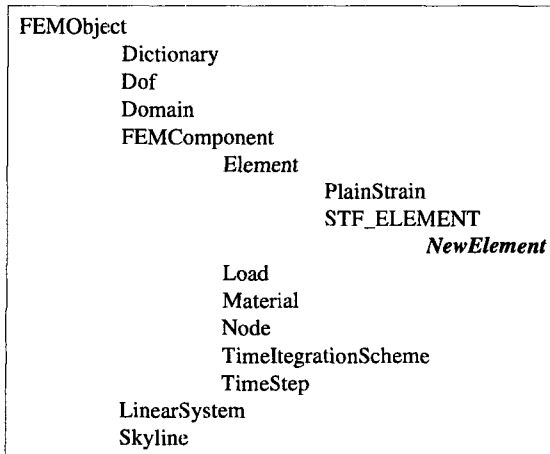 FEMObject
Dictionary
Dof
Domain
FEMComponent
Element
PlainStrain
STF_ELEMENT
NewElement
Load
Material
Node
TimeItegrationScheme
TimeStep
LinearSystem
Skyline